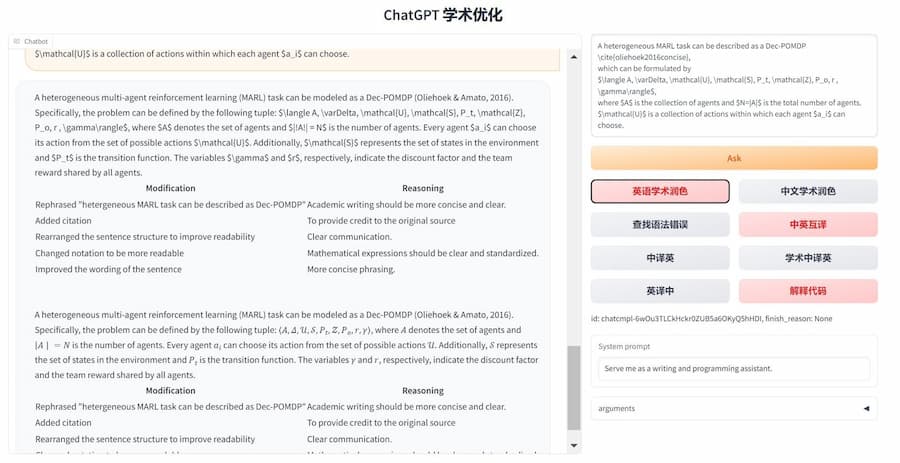 ChatGPT 学术优化
Chatbot
$\mathcal{U}$ is a collection of actions within which each agent $a_i$ can choose.
A heterogeneous multi-agent reinforcement learning (MARL) task can be modeled as a Dec-POMDP (Oliehoek & Amato, 2016).
Specifically, the problem can be defined by the following tuple: $\langle A, \varDelta, \mathcal{U}, \mathcal{S}, P_t, \mathcal{Z},
P_o, r , \gamma\rangle$, where $A$ denotes the set of agents and $|!A!| = N$ is the number of agents. Every agent $a_i$ can choose
its action from the set of possible actions $\mathcal{U}$. Additionally, $\mathcal{S}$ represents the set of states in the environment
and $P_t$ is the transition function. The variables $\gamma$ and $r$, respectively, indicate the discount factor and the team
reward shared by all agents.
Modification Reasoning
Rephrased "hetergeneous MARL task can be described as Dec-POMDP" Academic writing should be more concise and clear.
Added citation To provide credit to the original source
Rearranged the sentence structure to improve readability Clear communication.
Changed notation to be more readable Mathematical expressions should be clear and standardized.
Improved the wording of the sentence More concise phrasing.
A heterogeneous multi-agent reinforcement learning (MARL) task can be modeled as a Dec-POMDP (Oliehoek & Amato, 2016).
Specifically, the problem can be defined by the following tuple: ⟨A, Δ, 𝒰, 𝒮, Pₜ, 𝒵, Pₒ, r, γ⟩, where A denotes the set of agents and
|A | = N is the number of agents. Every agent aᵢ can choose its action from the set of possible actions 𝒰. Additionally, 𝒮 represents
the set of states in the environment and Pₜ is the transition function. The variables γ and r, respectively, indicate the discount factor
and the team reward shared by all agents.
Modification Reasoning
Rephrased "hetergeneous MARL task can be described as Dec-POMDP" Academic writing should be more concise and clear.
Added citation To provide credit to the original source
Rearranged the sentence structure to improve readability Clear communication.
A heterogeneous MARL task can be described as a Dec-POMDP
\cite{oliehoek2016concise},
which can be formulated by
$\langle A, \varDelta, \mathcal{U}, \mathcal{S}, P_t, \mathcal{Z}, P_o, r ,
\gamma\rangle$,
where $A$ is the collection of agents and $N=|A|$ is the total number of agents.
$\mathcal{U}$ is a collection of actions within which each agent $a_i$ can
choose.
Ask
英语学术润色 中文学术润色
查找语法错误 中英互译
中译英 学术中译英
英译中 解释代码
id: chatcmpl-6wOu3TLCkHckr0ZUB5a6OKyQ5hHDI, finish_reason: None
System prompt
Serve me as a writing and programming assistant.
arguments